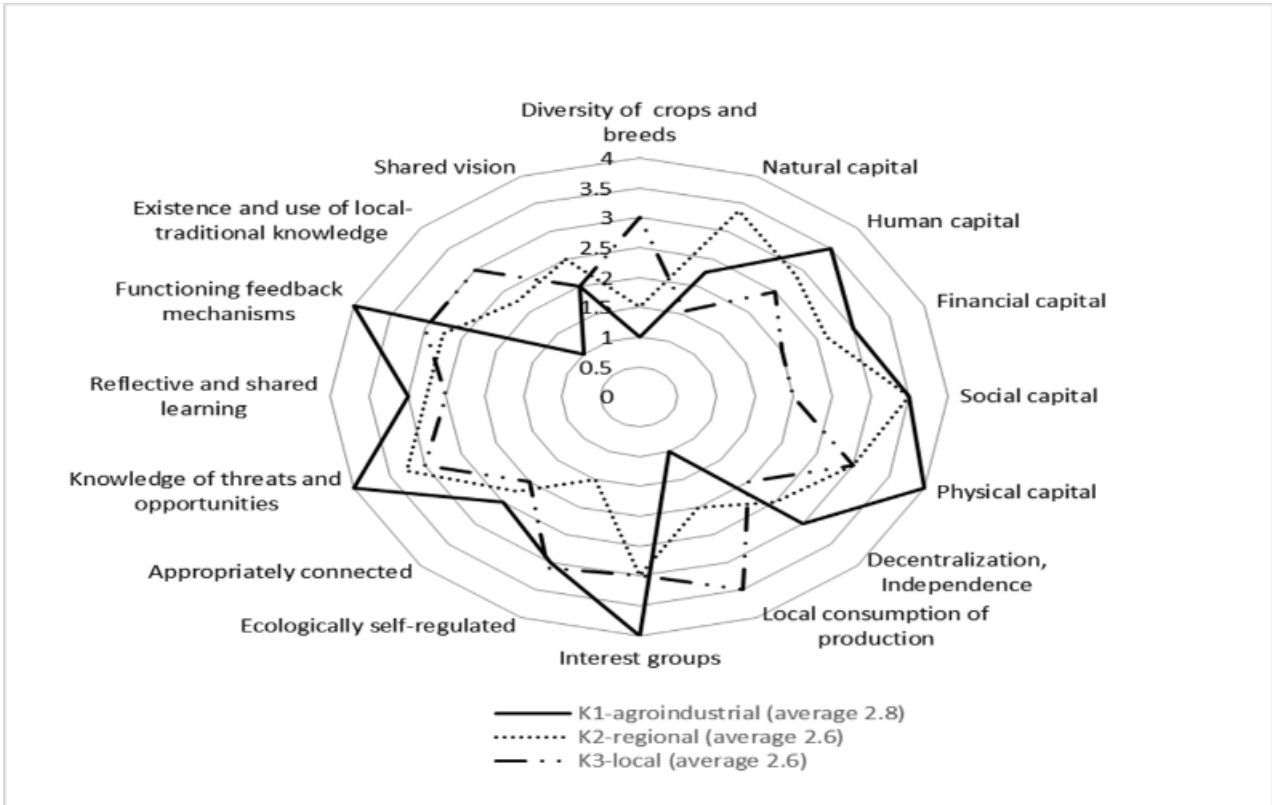 Diversity of crops and
breeds
Shared vision
Natural capital
Existence and use of local-
traditional knowledge
Human capital
Functioning feedback
mechanisms
Financial capital
Reflective and shared
learning
Social capital
Knowledge of threats and
opportunities
Physical capital
Appropriately connected
Decentralization,
Independence
Ecologically self-regulated
Local consumption of
production
Interest groups
4
3.5
3
2.5
2
1.5
1
0.5
0
K1-agroindustrial (average 2.8)
K2-regional (average 2.6)
K3-local (average 2.6)